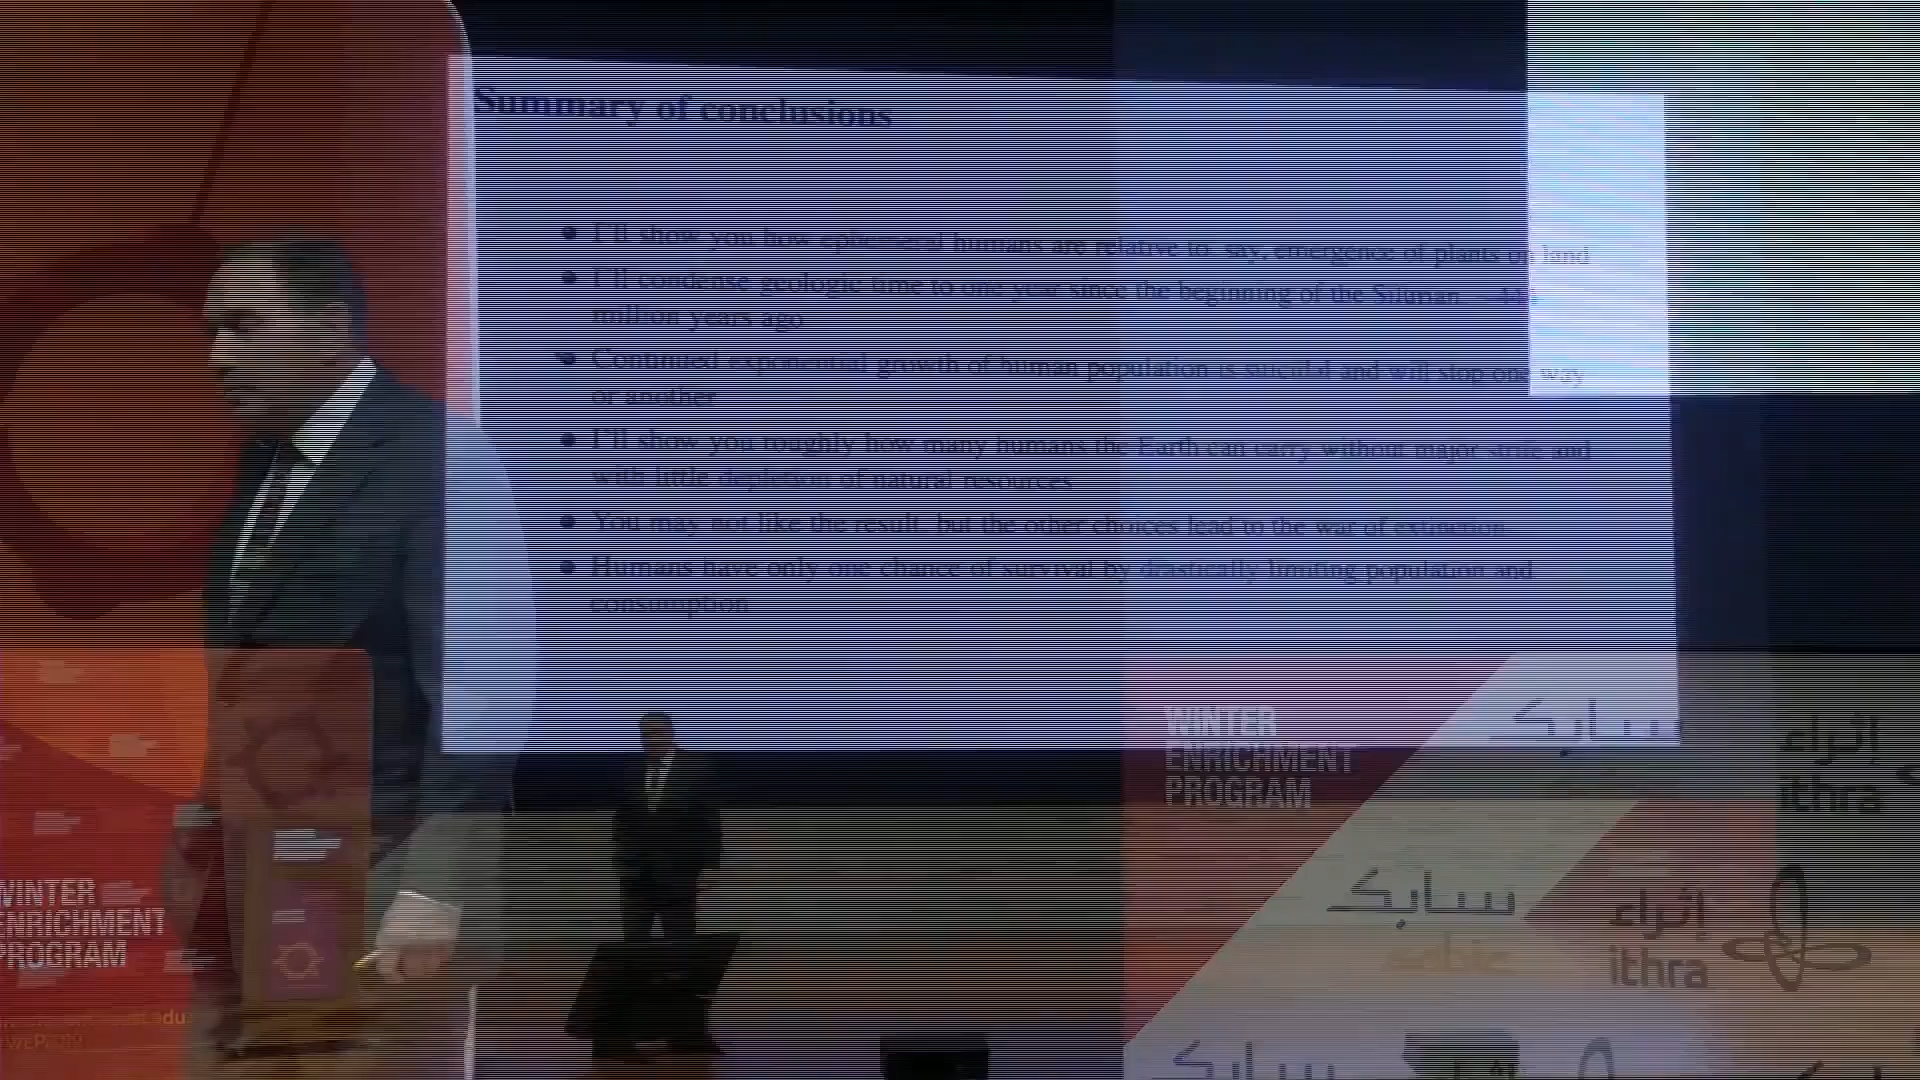 Summary of conclusions
I'll show you how ephemeral humans are relative to, say, emergence of plants on land
I'll condense geologic time to one year since the beginning of the Silurian, ~444
million years ago
Continued exponential growth of human population is suicidal and will stop one way
or another
I'll show you roughly how many humans the Earth can carry without major strife and
with little depletion of natural resources
You may not like the result, but the other choices lead to the war of extinction
Humans have only one chance of survival by drastically limiting population and
consumption
WINTER
ENRICHMENT
PROGRAM
سابك
إثراء
ithra
سابك
إثراء
ithra
WINTER
ENRICHMENT
PROGRAM
سابك